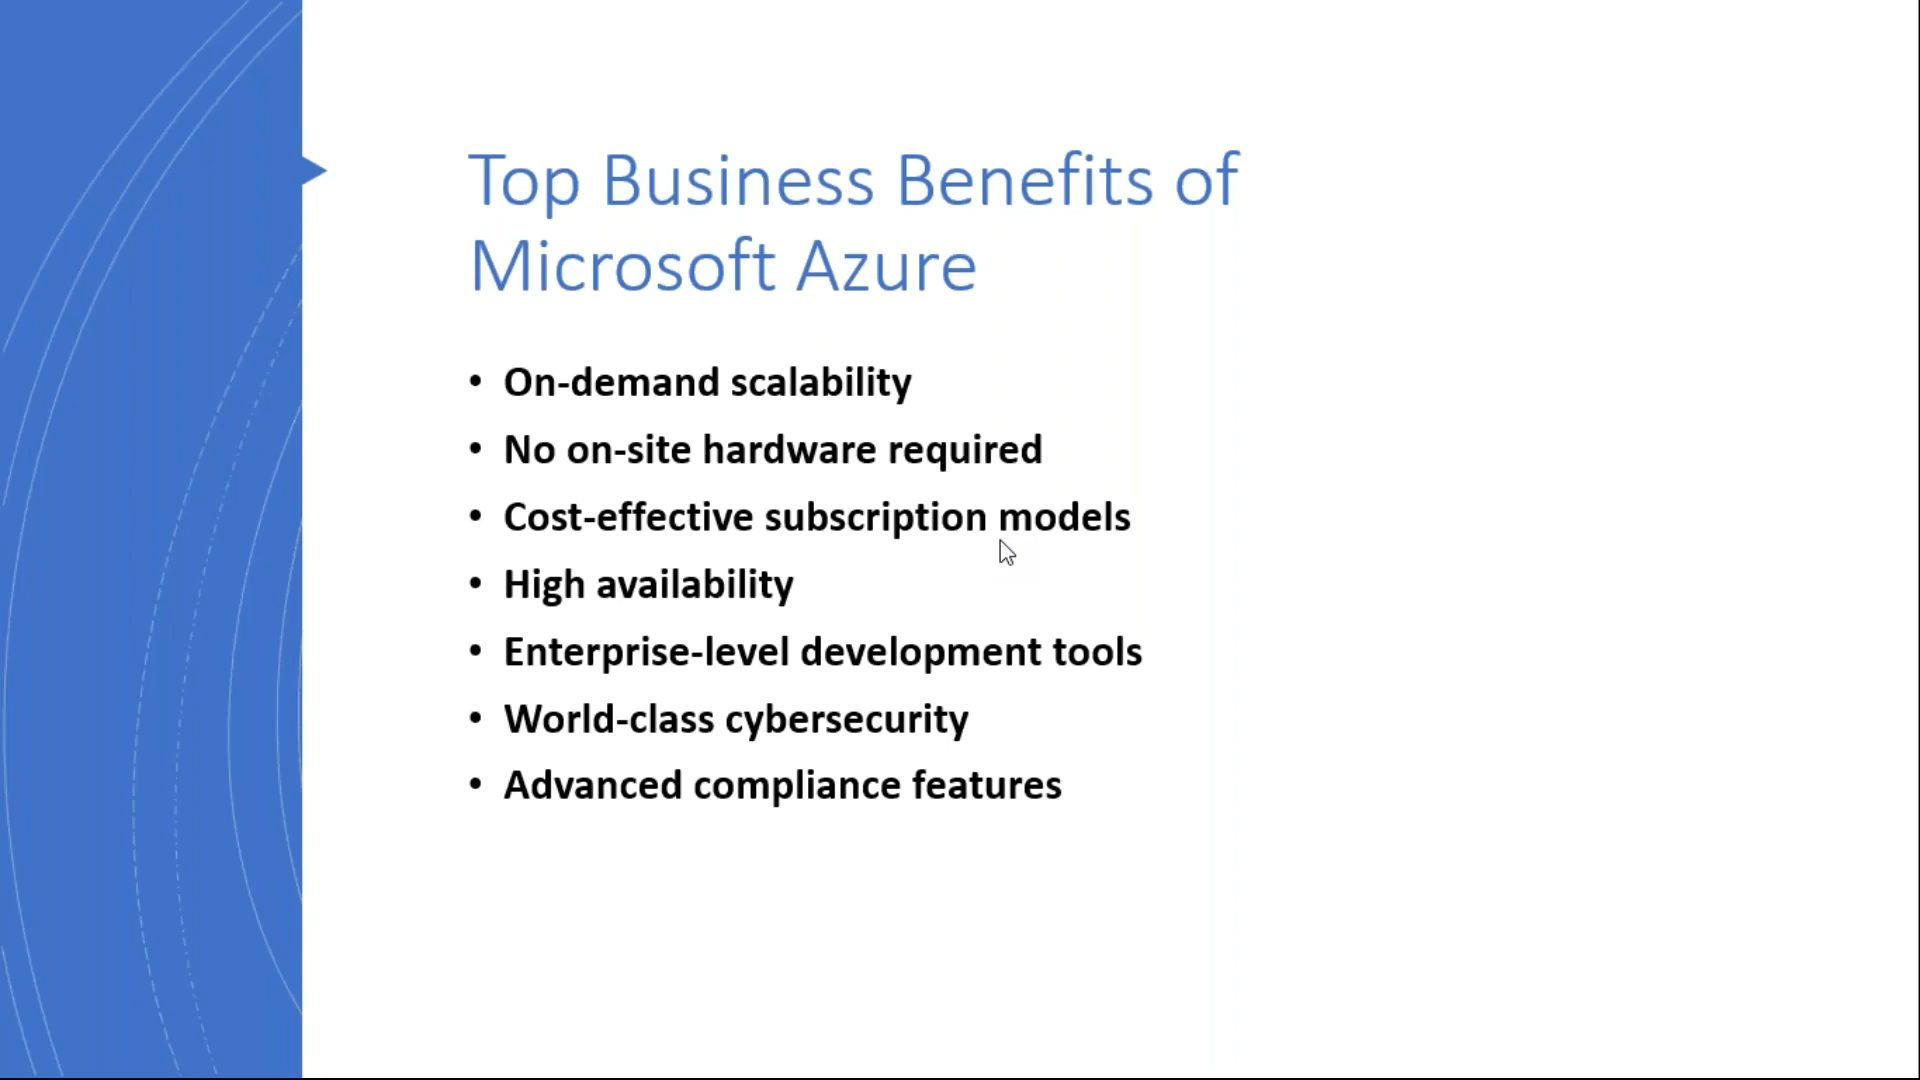 Top Business Benefits of
Microsoft Azure
• On-demand scalability
• No on-site hardware required
• Cost-effective subscription models
• High availability
• Enterprise-level development tools
• World-class cybersecurity
• Advanced compliance features